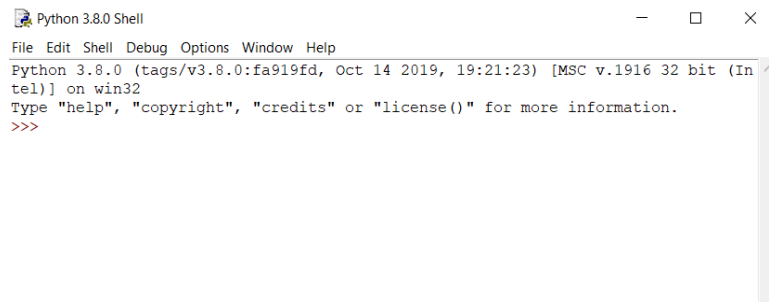 Python 3.8.0 Shell
File Edit Shell Debug Options Window Help
Python 3.8.0 (tags/v3.8.0:fa919fd, Oct 14 2019, 19:21:23) [MSC v.1916 32 bit (In
tel)] on win32
Type "help", "copyright", "credits" or "license()" for more information.
>>>